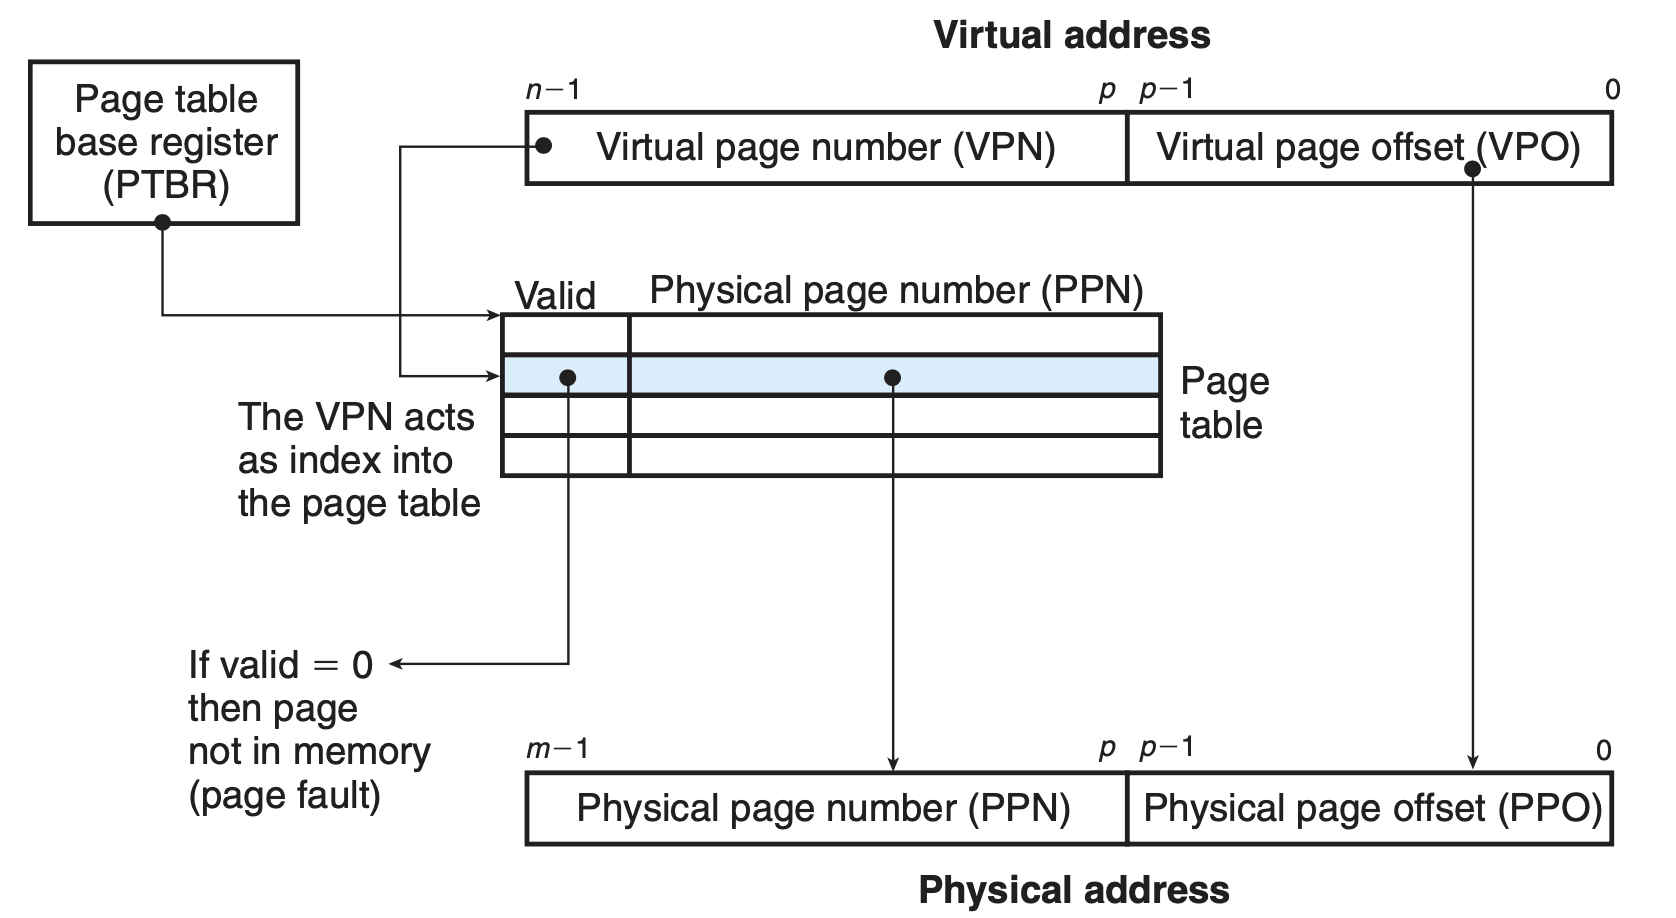 Virtual address
n−1
p
p−1
0
Page table
base register
(PTBR)
Virtual page number (VPN)
Virtual page offset (VPO)
Valid
Physical page number (PPN)
Page
table
The VPN acts
as index into
the page table
If valid = 0
then page
not in memory
(page fault)
m−1
p
p−1
0
Physical page number (PPN)
Physical page offset (PPO)
Physical address